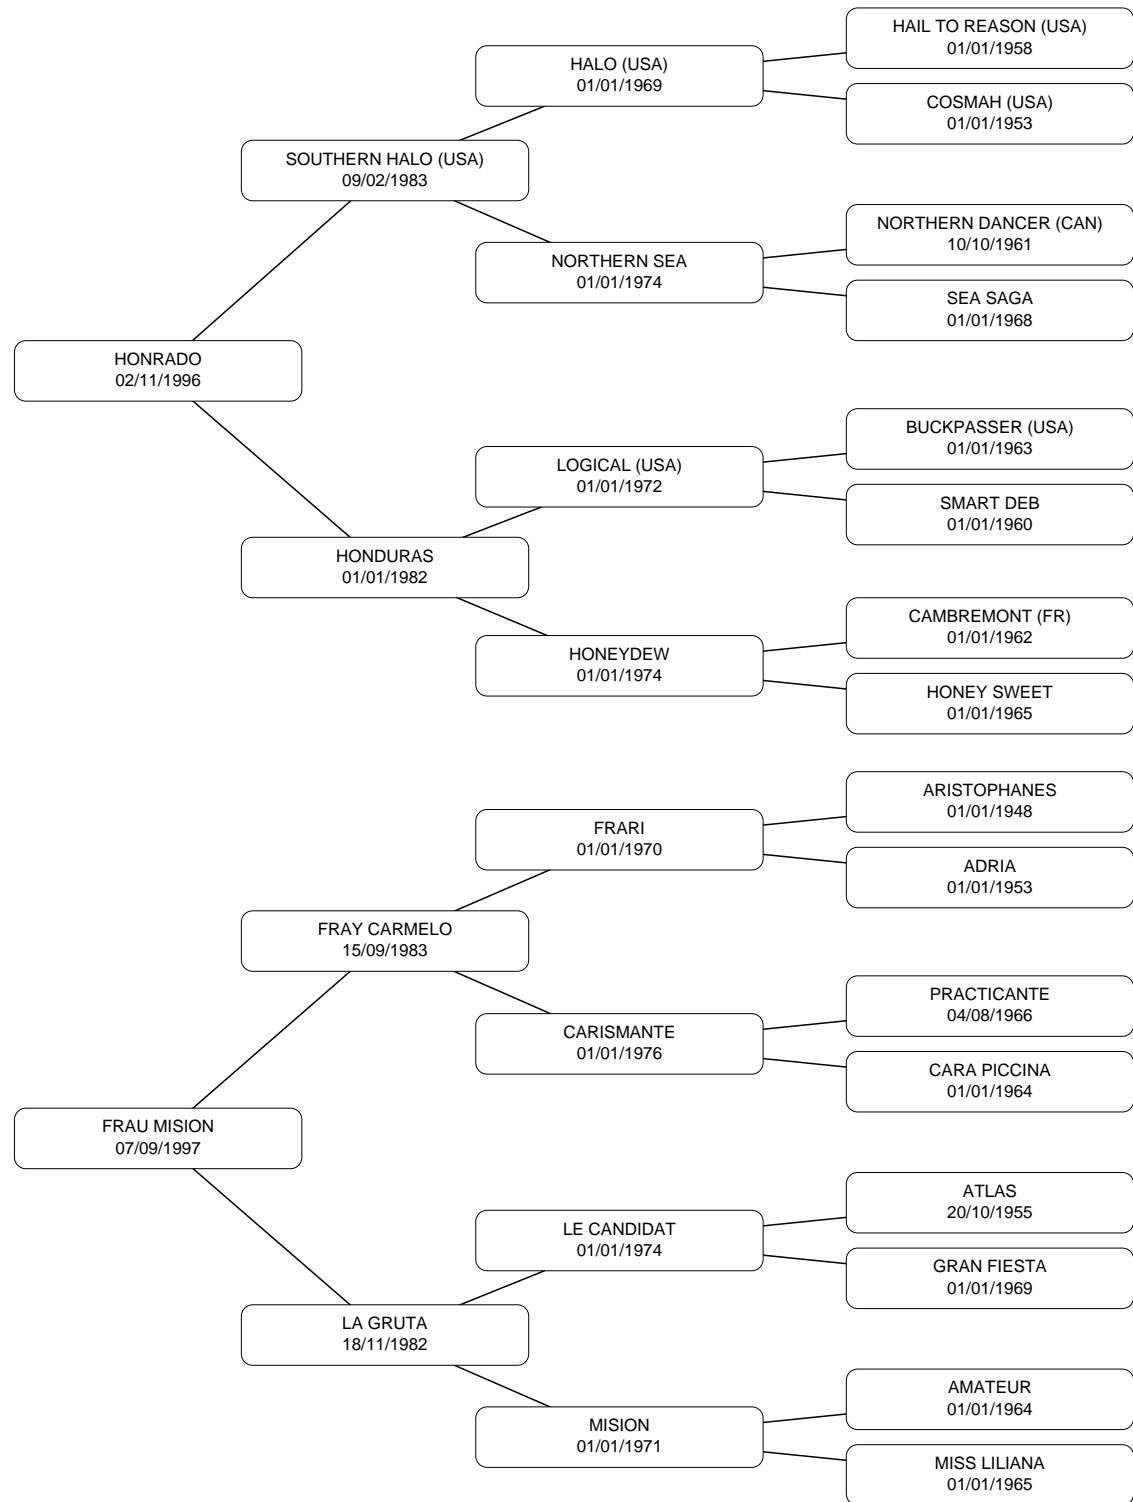 HAIL TO REASON (USA)
01/01/1958
HALO (USA)
01/01/1969
COSMAH (USA)
01/01/1953
SOUTHERN HALO (USA)
09/02/1983
NORTHERN DANCER (CAN)
10/10/1961
NORTHERN SEA
01/01/1974
SEA SAGA
01/01/1968
HONRADO
02/11/1996
BUCKPASSER (USA)
01/01/1963
LOGICAL (USA)
01/01/1972
SMART DEB
01/01/1960
HONDURAS
01/01/1982
CAMBREMONT (FR)
01/01/1962
HONEYDEW
01/01/1974
HONEY SWEET
01/01/1965
ARISTOPHANES
01/01/1948
FRARI
01/01/1970
ADRIA
01/01/1953
FRAY CARMELO
15/09/1983
PRACTICANTE
04/08/1966
CARISMANTE
01/01/1976
CARA PICCINA
01/01/1964
FRAU MISION
07/09/1997
ATLAS
20/10/1955
LE CANDIDAT
01/01/1974
GRAN FIESTA
01/01/1969
LA GRUTA
18/11/1982
AMATEUR
01/01/1964
MISION
01/01/1971
MISS LILIANA
01/01/1965